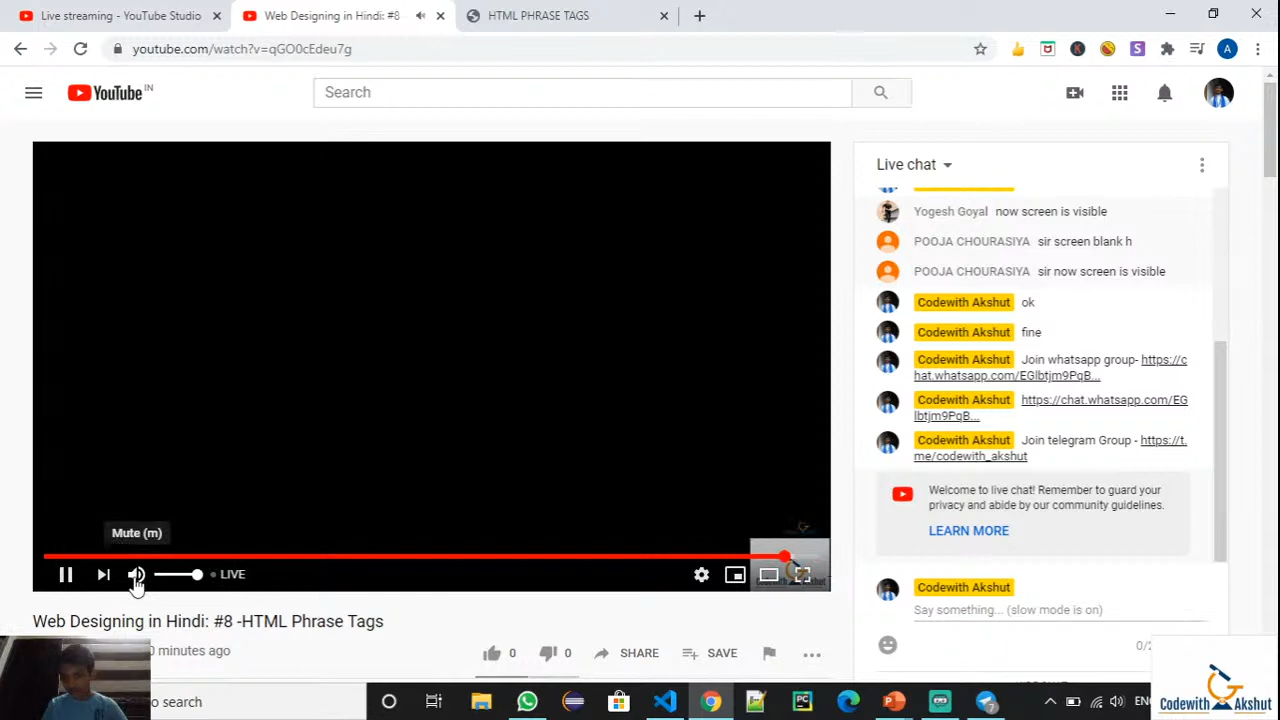 Live streaming - YouTube Studio
Web Designing in Hindi: #8
HTML PHRASE TAGS
youtube.com/watch?v=qGO0cEdeu7g
A
YouTube IN
Search
Live chat
Yogesh Goyal now screen is visible
POOJA CHOURASIYA sir screen blank h
POOJA CHOURASIYA sir now screen is visible
Codewith Akshut ok
Codewith Akshut fine
Codewith Akshut Join whatsapp group- https://c
hat.whatsapp.com/EGlbtjm9PqB...
Codewith Akshut https://chat.whatsapp.com/EG
lbtjm9PqB...
Codewith Akshut Join telegram Group - https://t.
me/codewith_akshut
Welcome to live chat! Remember to guard your
privacy and abide by our community guidelines.
LEARN MORE
Codewith Akshut
Say something... (slow mode is on)
0/2
Mute (m)
LIVE
Web Designing in Hindi: #8 -HTML Phrase Tags
0 minutes ago
0 0 SHARE SAVE
o search
Codewith Akshut